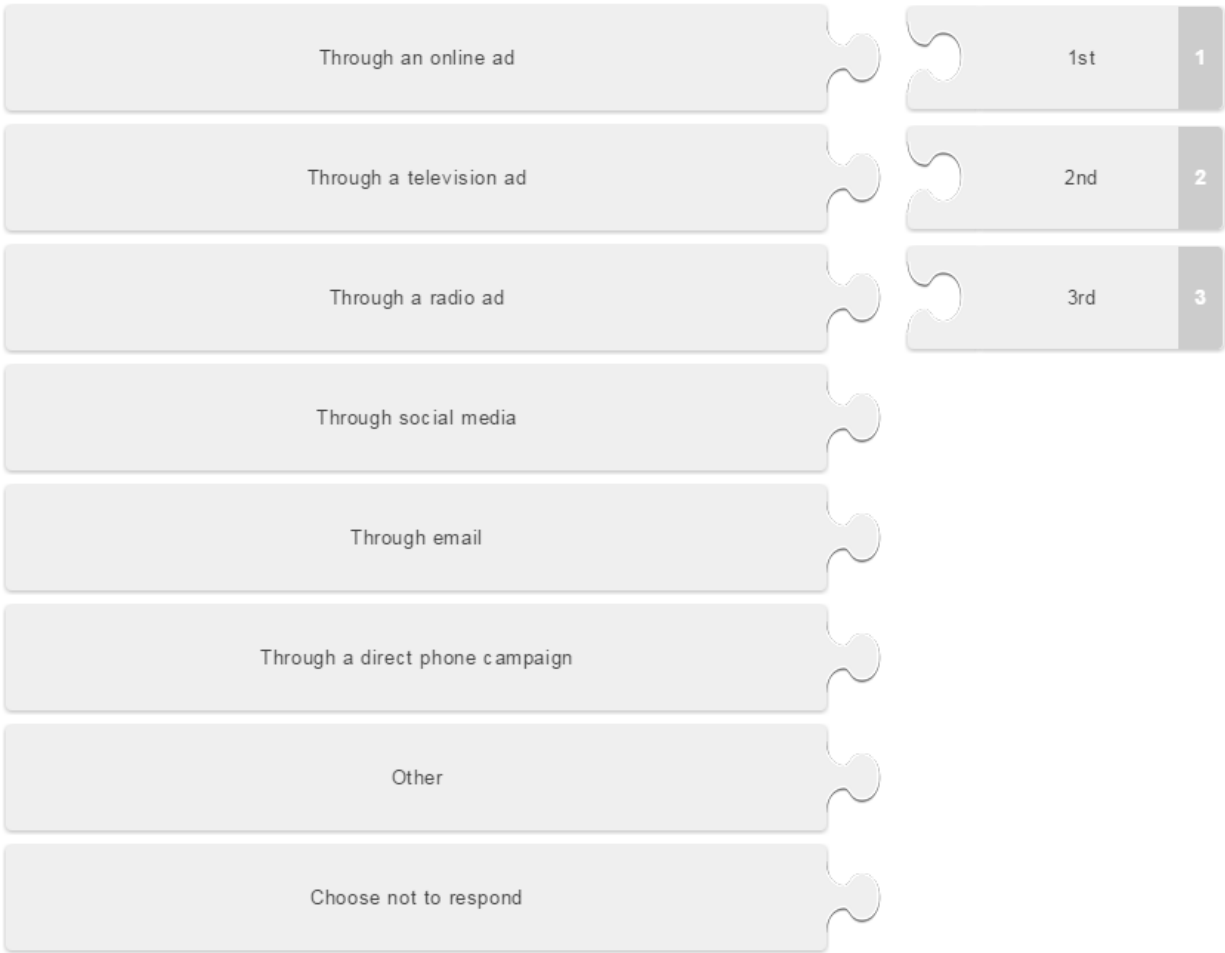 Through an online ad
1st
1
Through a television ad
2nd
2
Through a radio ad
3rd
3
Through social media
Through email
Through a direct phone campaign
Other
Choose not to respond